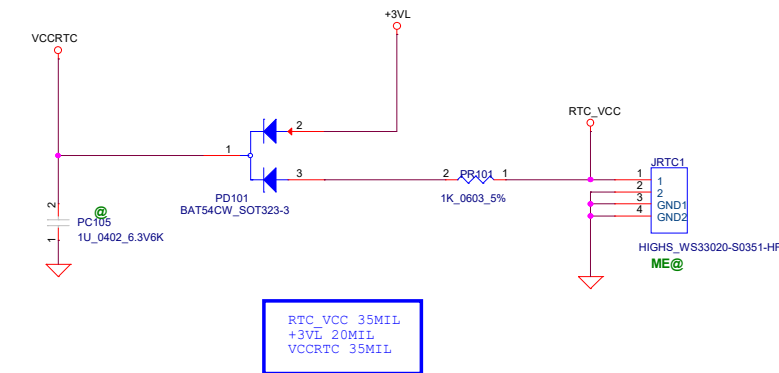 +3VL
VCCRTC
RTC_VCC
2
1
3
2 PR101 1
1K_0603_5%
PD101
BAT54CW_SOT323-3
JRTC1
1 1
2 2
3 GND1
4 GND2
HIGHS_WS33020-S0351-HF
ME@
2
@
PC105
1
1U_0402_6.3V6K
RTC_VCC 35MIL
+3VL 20MIL
VCCRTC 35MIL